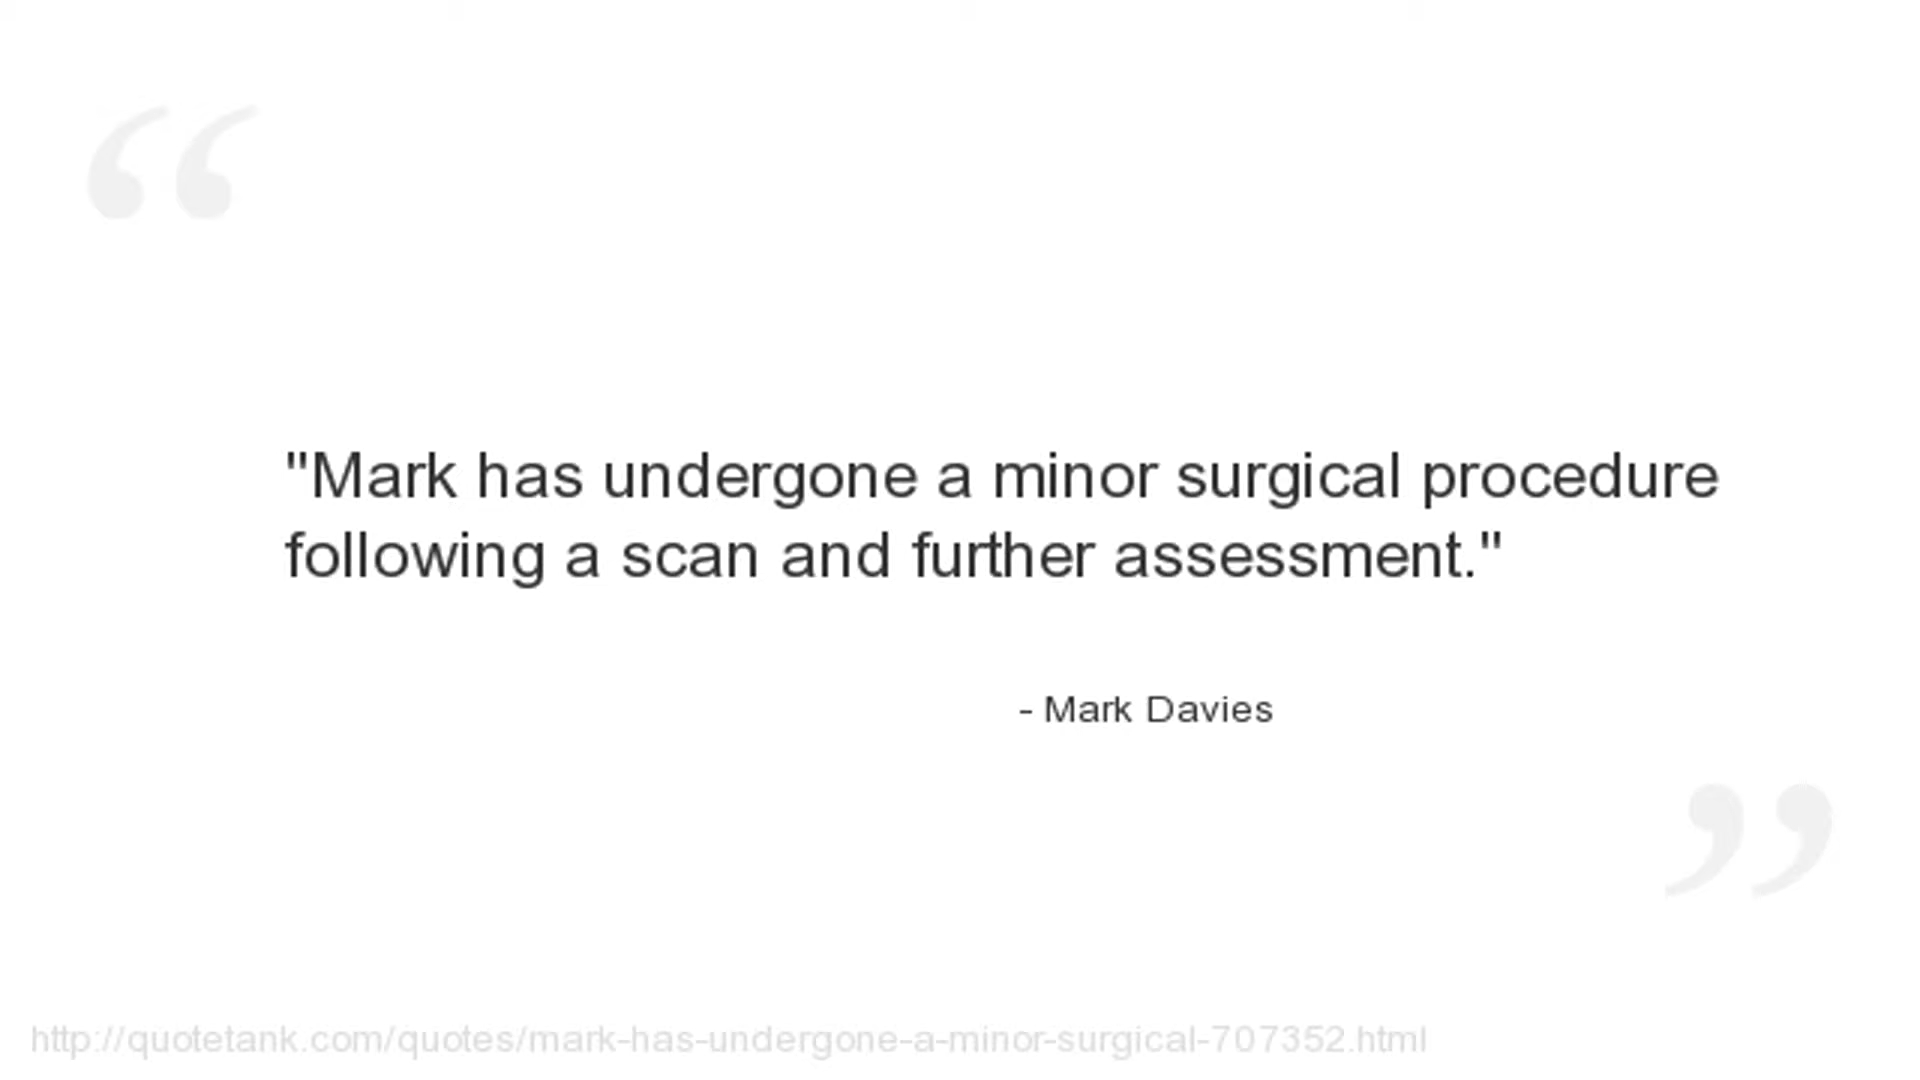 "Mark has undergone a minor surgical procedure
following a scan and further assessment."
- Mark Davies
http://quotetank.com/quotes/mark-has-undergone-a-minor-surgical-707352.html